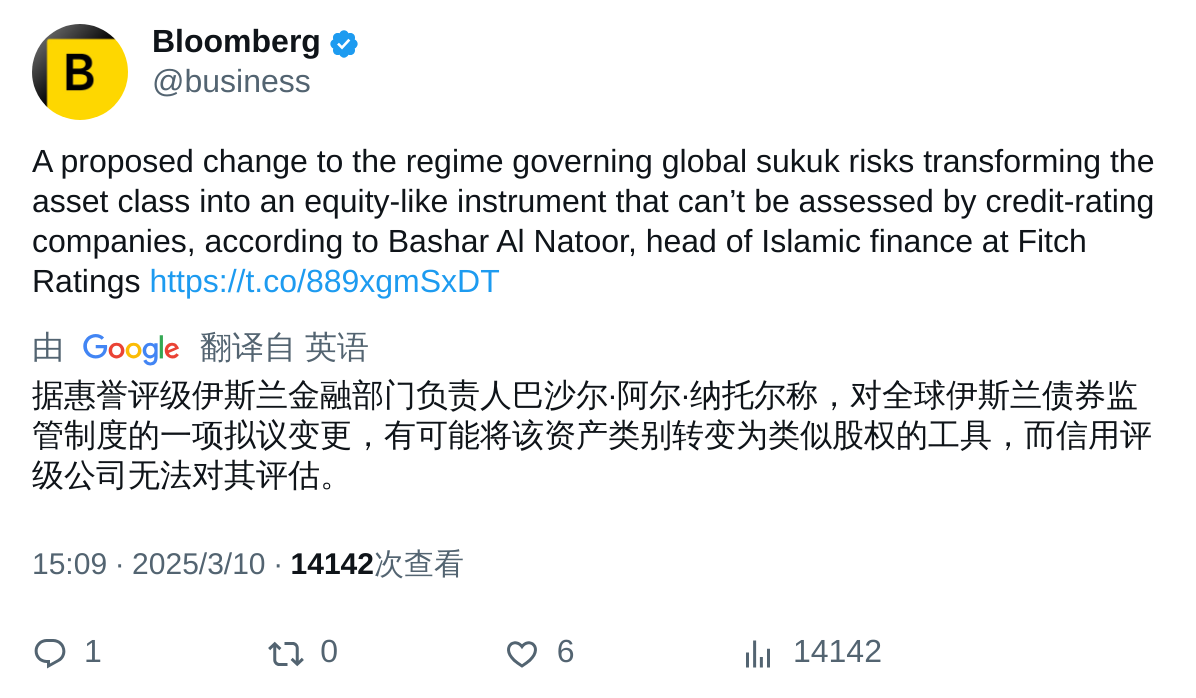 B
Bloomberg
@business
A proposed change to the regime governing global sukuk risks transforming the
asset class into an equity-like instrument that can’t be assessed by credit-rating
companies, according to Bashar Al Natoor, head of Islamic finance at Fitch
Ratings https://t.co/889xgmSxDT
由 Google 翻译自 英语
据惠誉评级伊斯兰金融部门负责人巴沙尔·阿尔·纳托尔称，对全球伊斯兰债券监
管制度的一项拟议变更，有可能将该资产类别转变为类似股权的工具，而信用评
级公司无法对其评估。
15:09 · 2025/3/10 · 14142次查看
1 0 6 14142